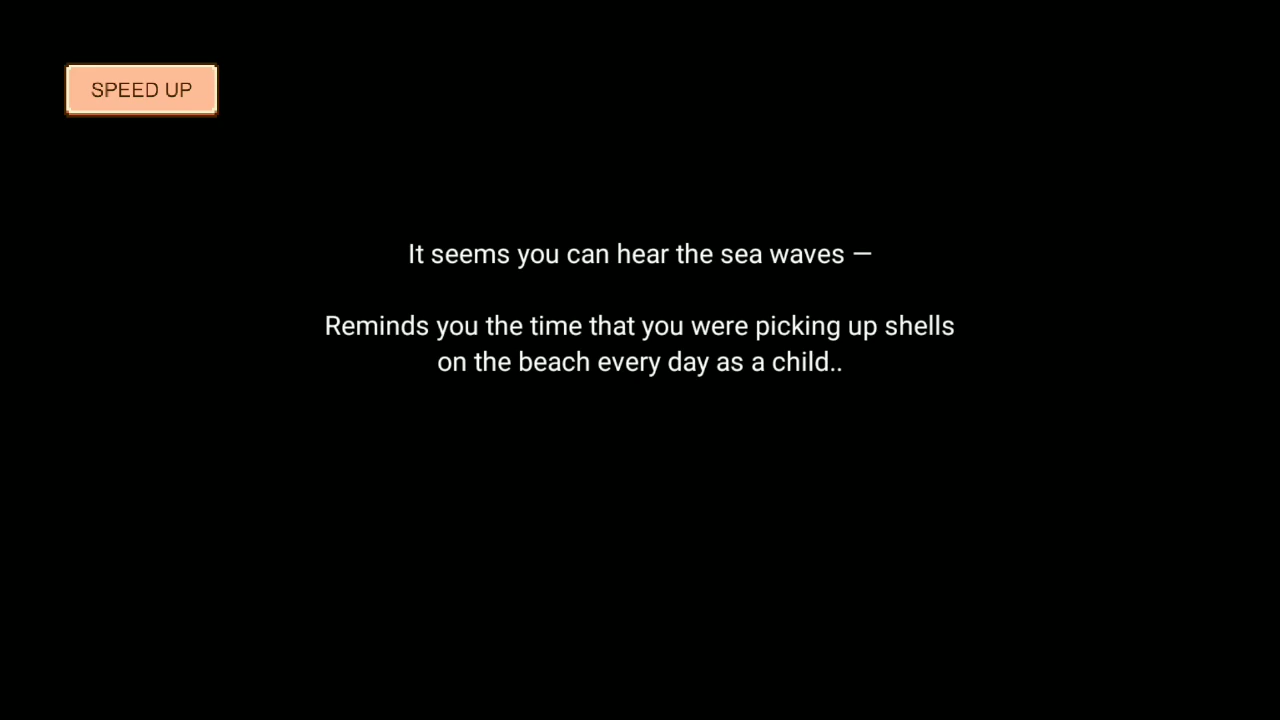 SPEED UP
It seems you can hear the sea waves —
Reminds you the time that you were picking up shells
on the beach every day as a child..